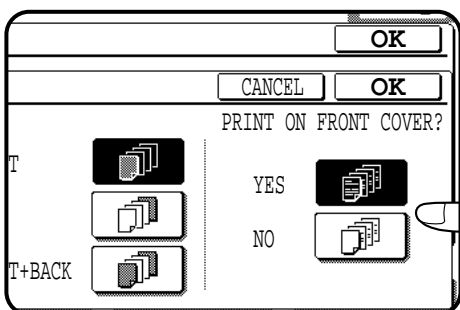 OK
CANCEL OK
PRINT ON FRONT COVER?
T
YES
NO
T+BACK